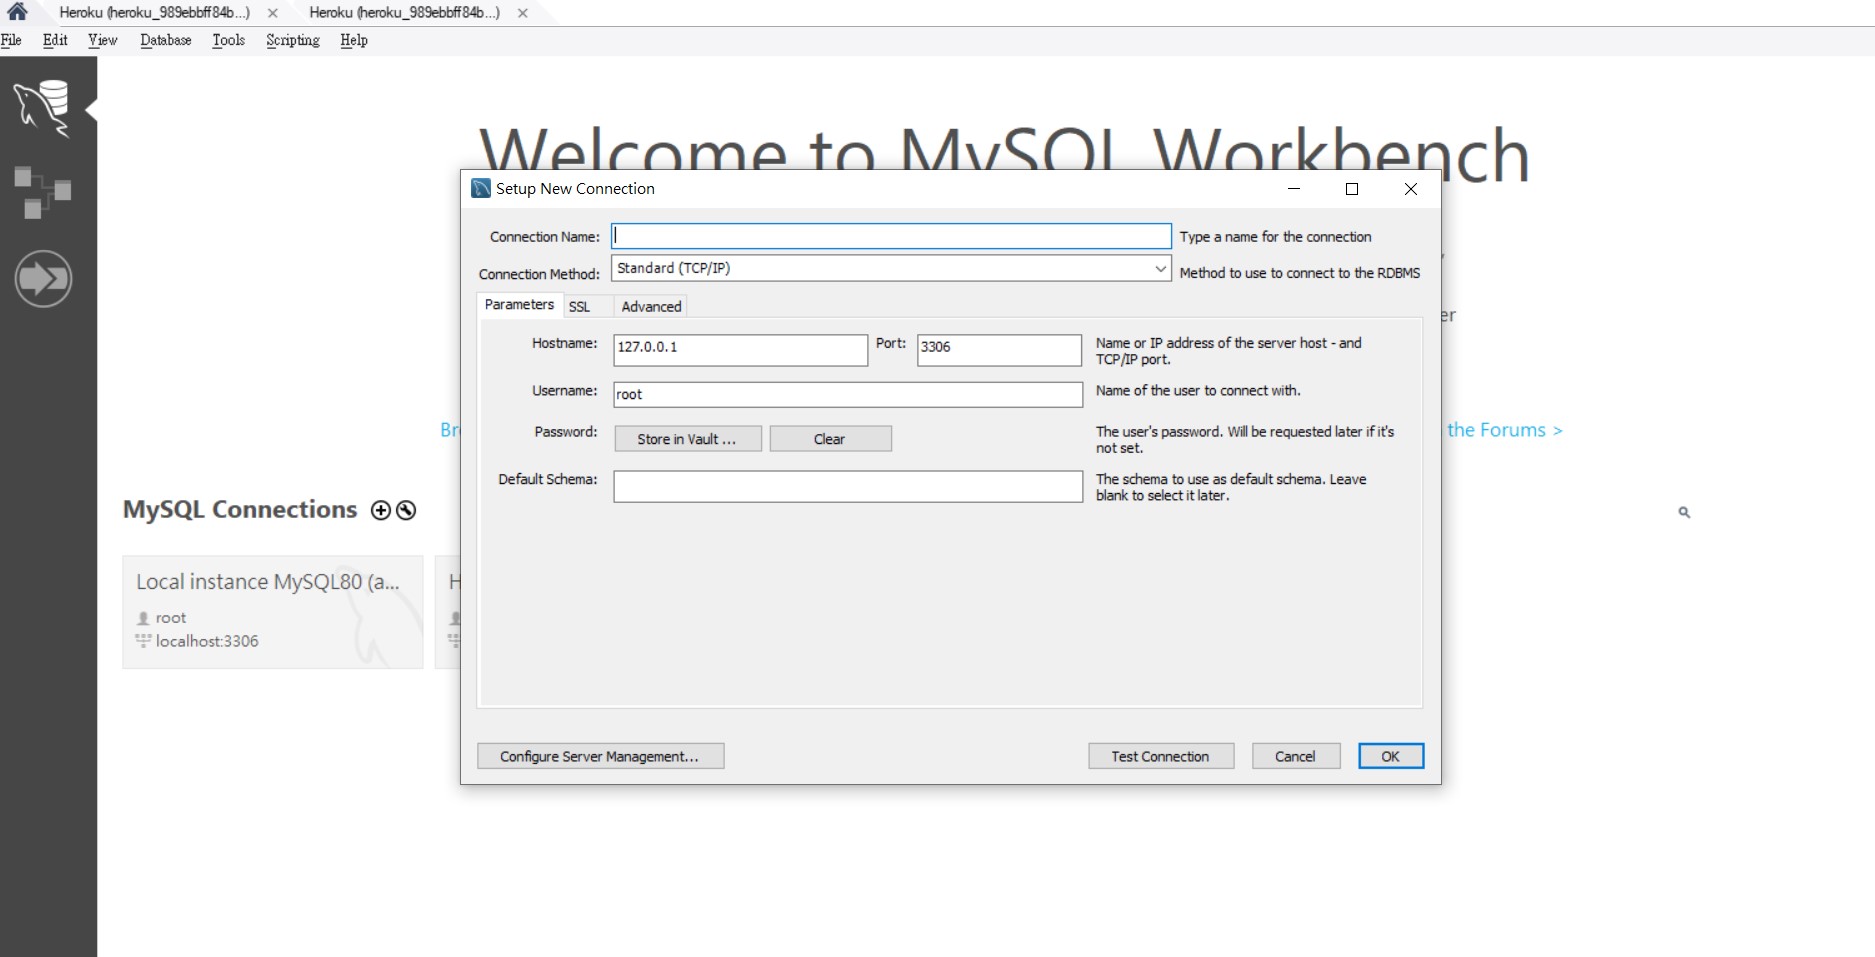 Heroku (heroku_989ebbff84b...) Heroku (heroku_989ebbff84b...)
File Edit View Database Tools Scripting Help
Welcome to MySQL Workbench
Setup New Connection
Connection Name: Type a name for the connection
Connection Method: Standard (TCP/IP) Method to use to connect to the RDBMS
Parameters SSL Advanced
Hostname: 127.0.0.1 Port: 3306 Name or IP address of the server host - and
TCP/IP port.
Username: root Name of the user to connect with.
Password: Store in Vault ... Clear The user's password. Will be requested later if it's
not set.
the Forums >
Default Schema: The schema to use as default schema. Leave
blank to select it later.
MySQL Connections
Local instance MySQL80 (a...
root
localhost:3306
Configure Server Management... Test Connection Cancel OK